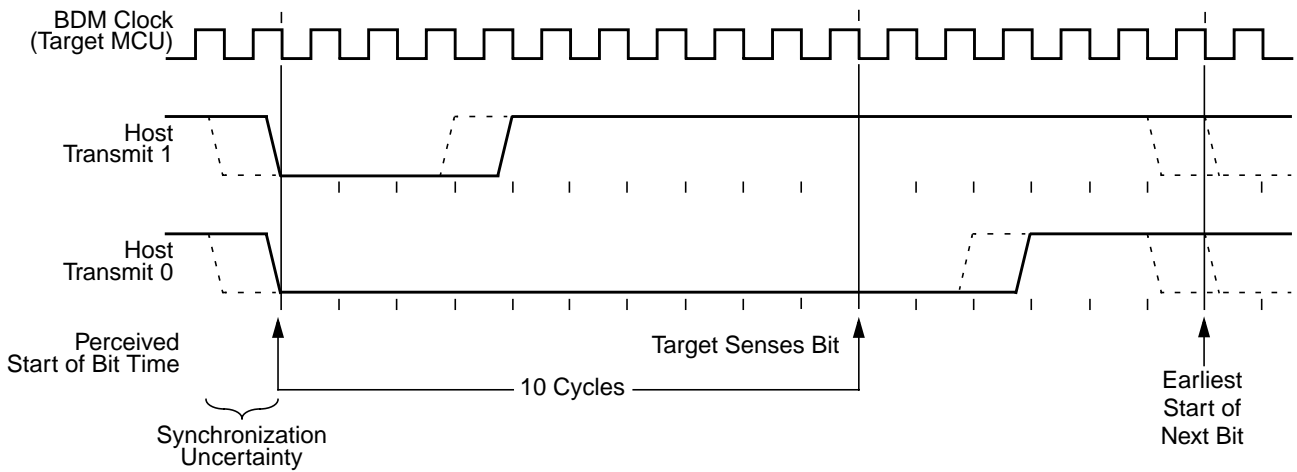 BDM Clock
(Target MCU)
Host
Transmit 1
Host
Transmit 0
Perceived
Start of Bit Time
Target Senses Bit
10 Cycles
Earliest
Start of
Next Bit
Synchronization
Uncertainty